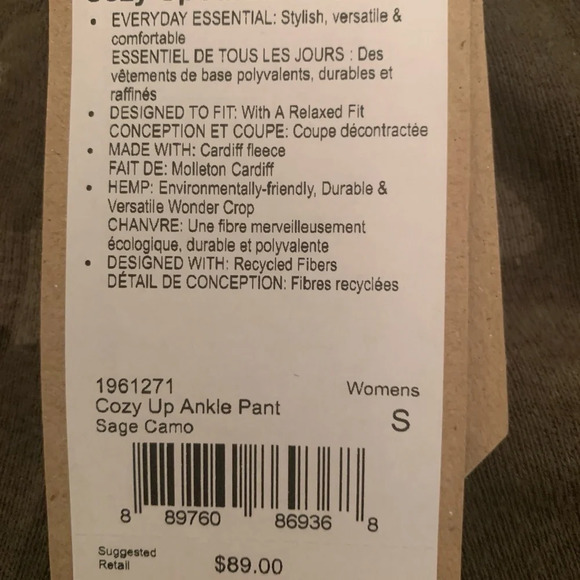 • EVERYDAY ESSENTIAL: Stylish, versatile &
comfortable
ESSENTIEL DE TOUS LES JOURS : Des
vêtements de base polyvalents, durables et
raffinés
• DESIGNED TO FIT: With A Relaxed Fit
CONCEPTION ET COUPE: Coupe décontractée
• MADE WITH: Cardiff fleece
FAIT DE: Molleton Cardiff
• HEMP: Environmentally-friendly, Durable &
Versatile Wonder Crop
CHANVRE: Une fibre merveilleusement
écologique, durable et polyvalente
• DESIGNED WITH: Recycled Fibers
DÉTAIL DE CONCEPTION: Fibres recyclées
1961271 Womens
Cozy Up Ankle Pant S
Sage Camo
8 89760 86936 8
Suggested
Retail $89.00